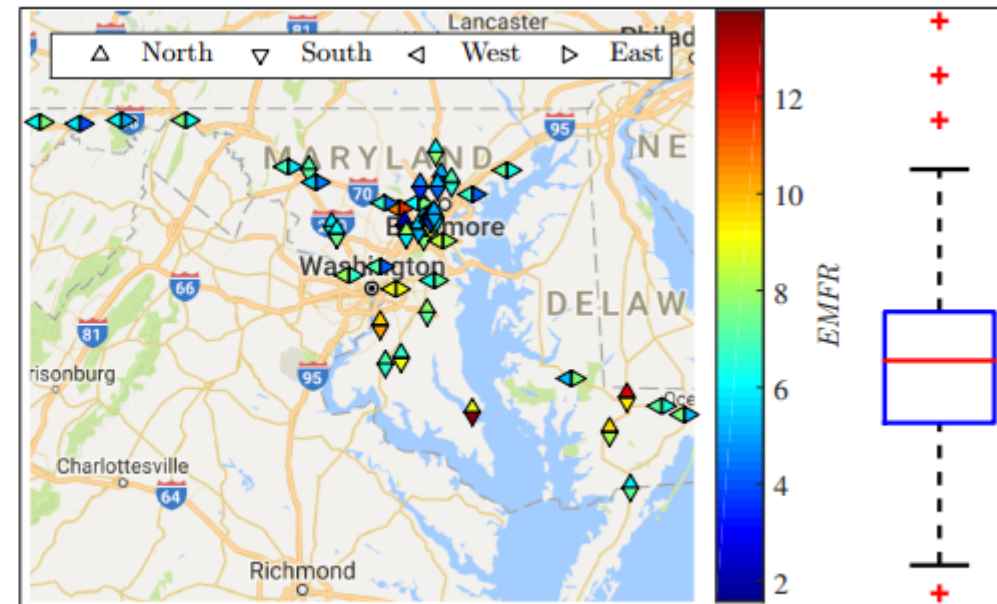 Lancaster
81
Philad
North South West East
95
NE
MARYLAND
70
Baltimore
Washington
66
DELAW
81
risonburg
95
Oce
Charlottesville
64
Richmond
12
10
8
6
4
2
EMFR